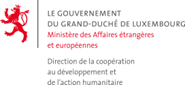 LE GOUVERNEMENT
DU GRAND-DUCHÉ DE LUXEMBOURG
Ministère des Affaires étrangères
et européennes
Direction de la coopération
au développement et
de l'action humanitaire